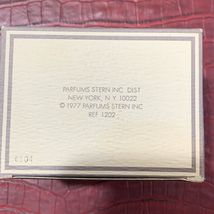 PARFUMS STERN INC DIST
NEW YORK, N Y 10022
© 1977 PARFUMS STERN INC
REF 1202